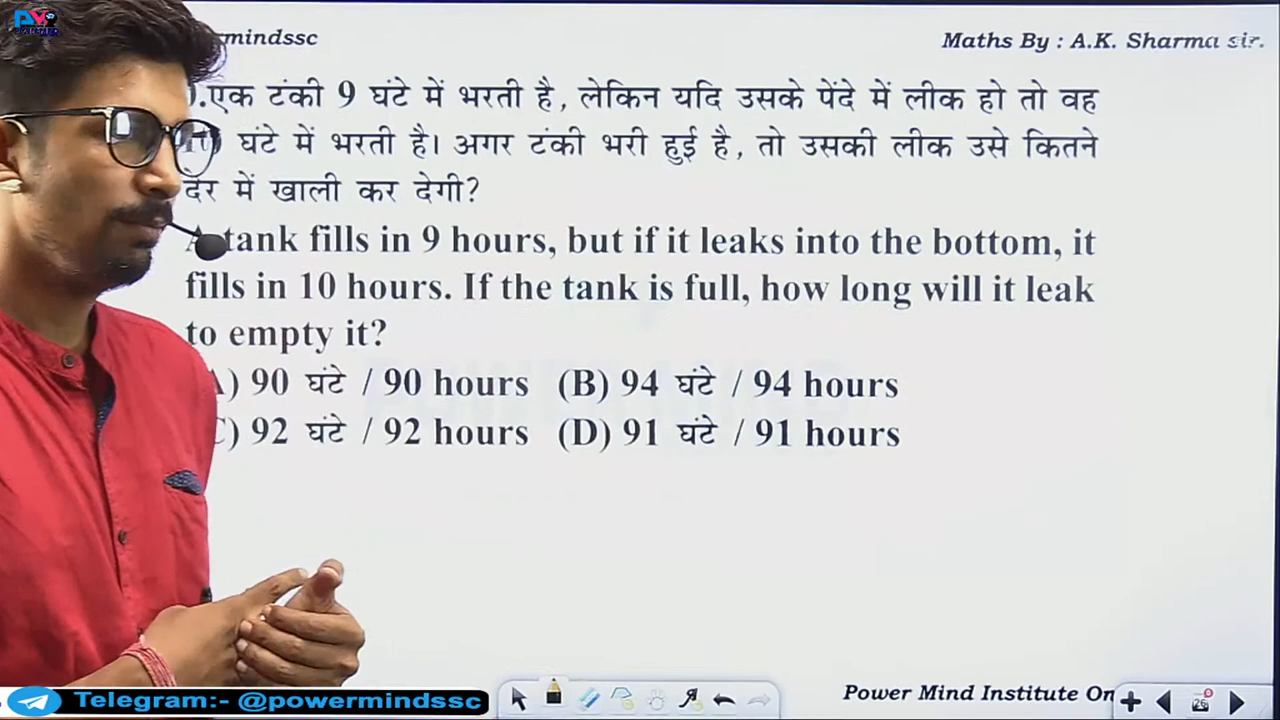 rmindssc
Maths By : A.K. Sharma sir.
.एक टंकी 9 घंटे में भरती है, लेकिन यदि उसके पेंदे में लीक हो तो वह
घंटे में भरती है। अगर टंकी भरी हुई है, तो उसकी लीक उसे कितने
देर में खाली कर देगी?
A tank fills in 9 hours, but if it leaks into the bottom, it
fills in 10 hours. If the tank is full, how long will it leak
to empty it?
A) 90 घंटे / 90 hours (B) 94 घंटे / 94 hours
C) 92 घंटे / 92 hours (D) 91 घंटे / 91 hours
Telegram:- @powermindssc
Power Mind Institute On
26